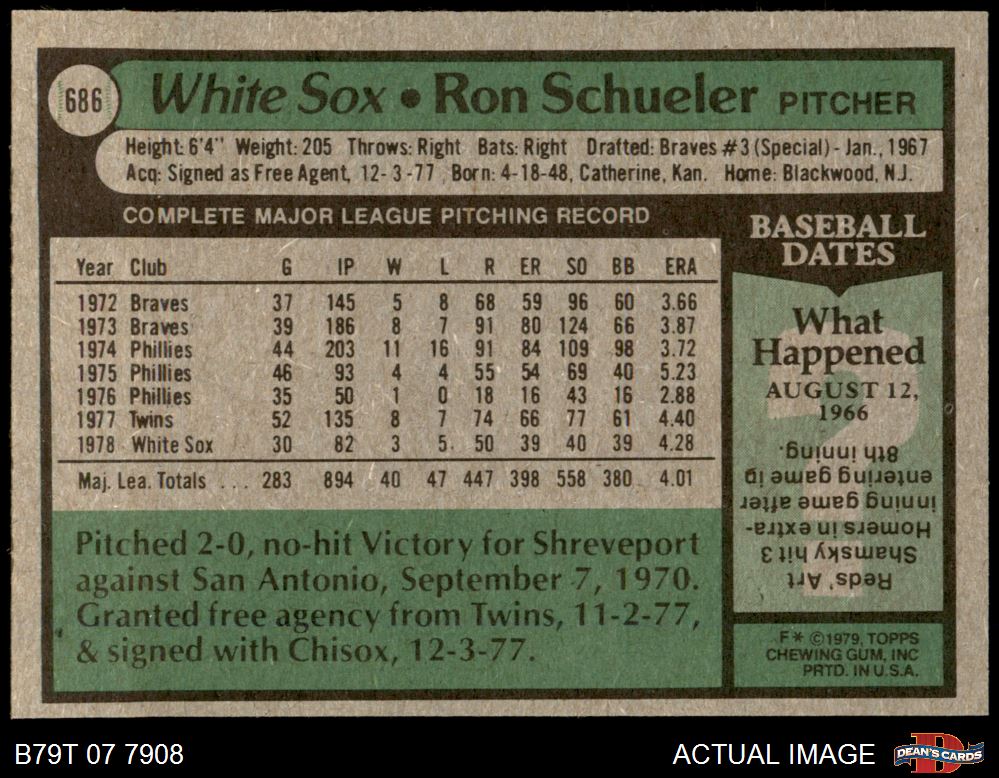 686
White Sox • Ron Schueler PITCHER
Height: 6'4" Weight: 205 Throws: Right Bats: Right Drafted: Braves #3 (Special) - Jan., 1967
Acq: Signed as Free Agent, 12-3-77 Born: 4-18-48, Catherine, Kan. Home: Blackwood, N.J.
COMPLETE MAJOR LEAGUE PITCHING RECORD
Year Club G IP W L R ER SO BB ERA
1972 Braves 37 145 5 8 68 59 96 60 3.66
1973 Braves 39 186 8 7 91 80 124 66 3.87
1974 Phillies 44 203 11 16 91 84 109 98 3.72
1975 Phillies 46 93 4 4 55 54 69 40 5.23
1976 Phillies 35 50 1 0 18 16 43 16 2.88
1977 Twins 52 135 8 7 74 66 77 61 4.40
1978 White Sox 30 82 3 5 50 39 40 39 4.28
Maj. Lea. Totals ... 283 894 40 47 447 398 558 380 4.01
Pitched 2-0, no-hit Victory for Shreveport
against San Antonio, September 7, 1970.
Granted free agency from Twins, 11-2-77,
& signed with Chisox, 12-3-77.
BASEBALL
DATES
What
Happened
AUGUST 12,
1966
Reds' Art
Shamsky hit 3
Homers in extra-
inning game after
entering game in
8th inning.
F* ©1979, TOPPS
CHEWING GUM, INC
PRTD. IN U.S.A.
B79T 07 7908
ACTUAL IMAGE
DEAN'S CARDS